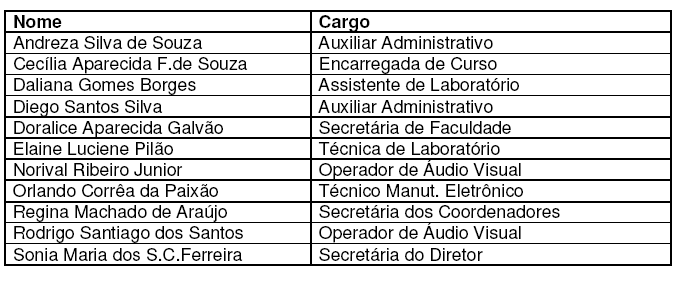 Nome Cargo
Andreza Silva de Souza Auxiliar Administrativo
Cecília Aparecida F.de Souza Encarregada de Curso
Daliana Gomes Borges Assistente de Laboratório
Diego Santos Silva Auxiliar Administrativo
Doralice Aparecida Galvão Secretária de Faculdade
Elaine Luciene Pilão Técnica de Laboratório
Norival Ribeiro Junior Operador de Áudio Visual
Orlando Corrêa da Paixão Técnico Manut. Eletrônico
Regina Machado de Araújo Secretária dos Coordenadores
Rodrigo Santiago dos Santos Operador de Áudio Visual
Sonia Maria dos S.C.Ferreira Secretária do Diretor